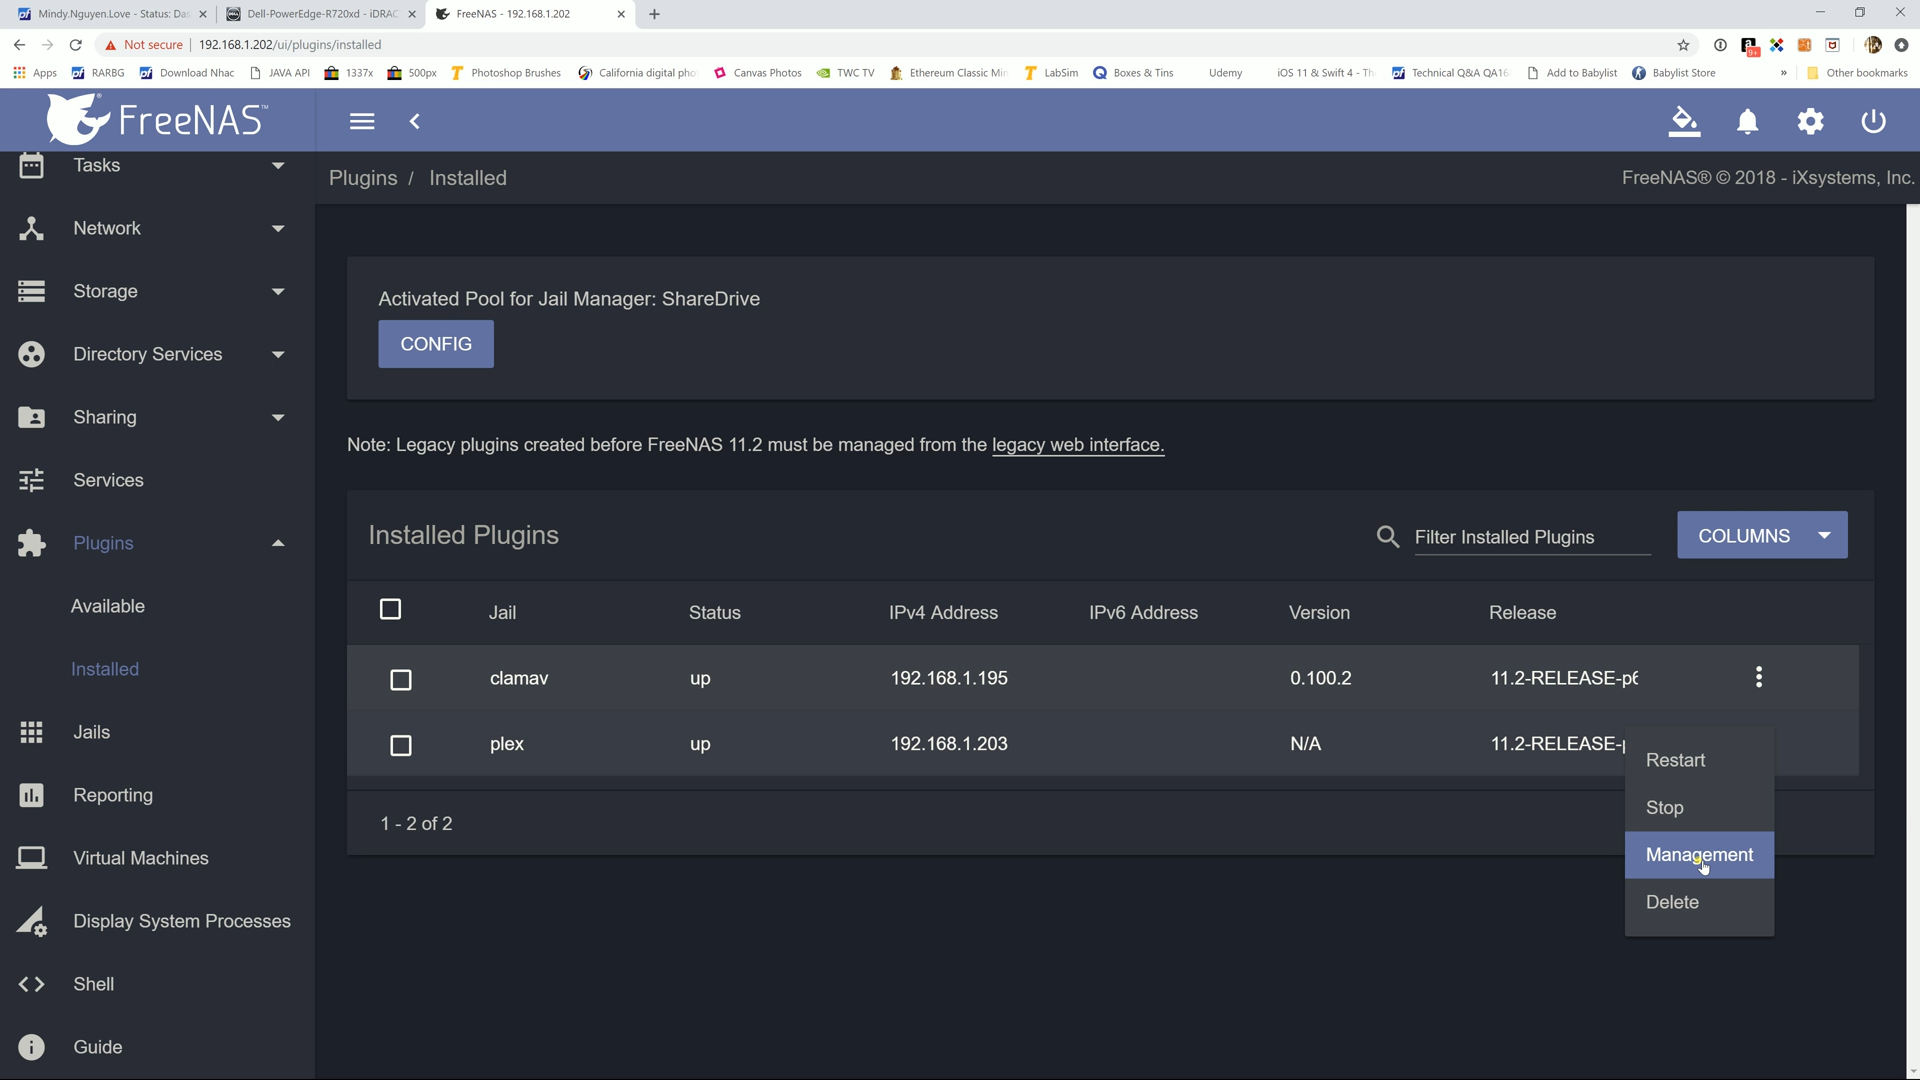 Mindy.Nguyen.Love - Status: Da
Dell-PowerEdge-R720xd - iDRAC
FreeNAS - 192.168.1.202
Not secure
192.168.1.202/ui/plugins/installed
Apps
RARBG
Download Nhac
JAVA API
1337x
500px
Photoshop Brushes
California digital pho
Canvas Photos
TWC TV
Ethereum Classic Min
LabSim
Boxes & Tins
Udemy
iOS 11 & Swift 4 - Th
Technical Q&A QA16
Add to Babylist
Babylist Store
»
Other bookmarks
FreeNAS™
Tasks
Network
Storage
Directory Services
Sharing
Services
Plugins
Available
Installed
Jails
Reporting
Virtual Machines
Display System Processes
Shell
Guide
Plugins / Installed
FreeNAS® © 2018 - iXsystems, Inc.
Activated Pool for Jail Manager: ShareDrive
CONFIG
Note: Legacy plugins created before FreeNAS 11.2 must be managed from the legacy web interface.
Installed Plugins
Filter Installed Plugins
COLUMNS
Jail Status IPv4 Address IPv6 Address Version Release
clamav up 192.168.1.195 0.100.2 11.2-RELEASE-p6
plex up 192.168.1.203 N/A 11.2-RELEASE-p
Restart
Stop
Management
Delete
1 - 2 of 2